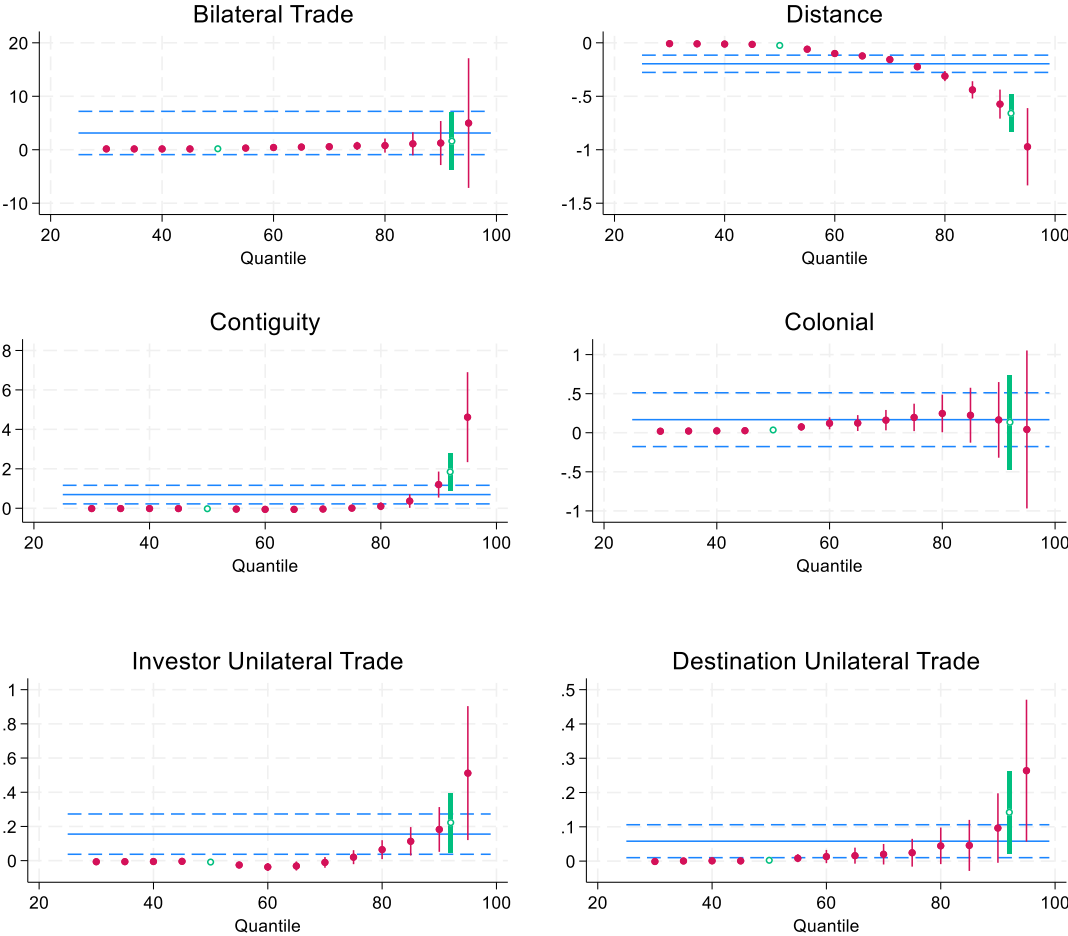 Bilateral Trade
20
10
0
-10
20 40 60 80 100
Quantile
Distance
0
-.5
-1
-1.5
20 40 60 80 100
Quantile
Contiguity
8
6
4
2
0
20 40 60 80 100
Quantile
Colonial
1
.5
0
-.5
-1
20 40 60 80 100
Quantile
Investor Unilateral Trade
1
.8
.6
.4
.2
0
20 40 60 80 100
Quantile
Destination Unilateral Trade
.5
.4
.3
.2
.1
0
20 40 60 80 100
Quantile